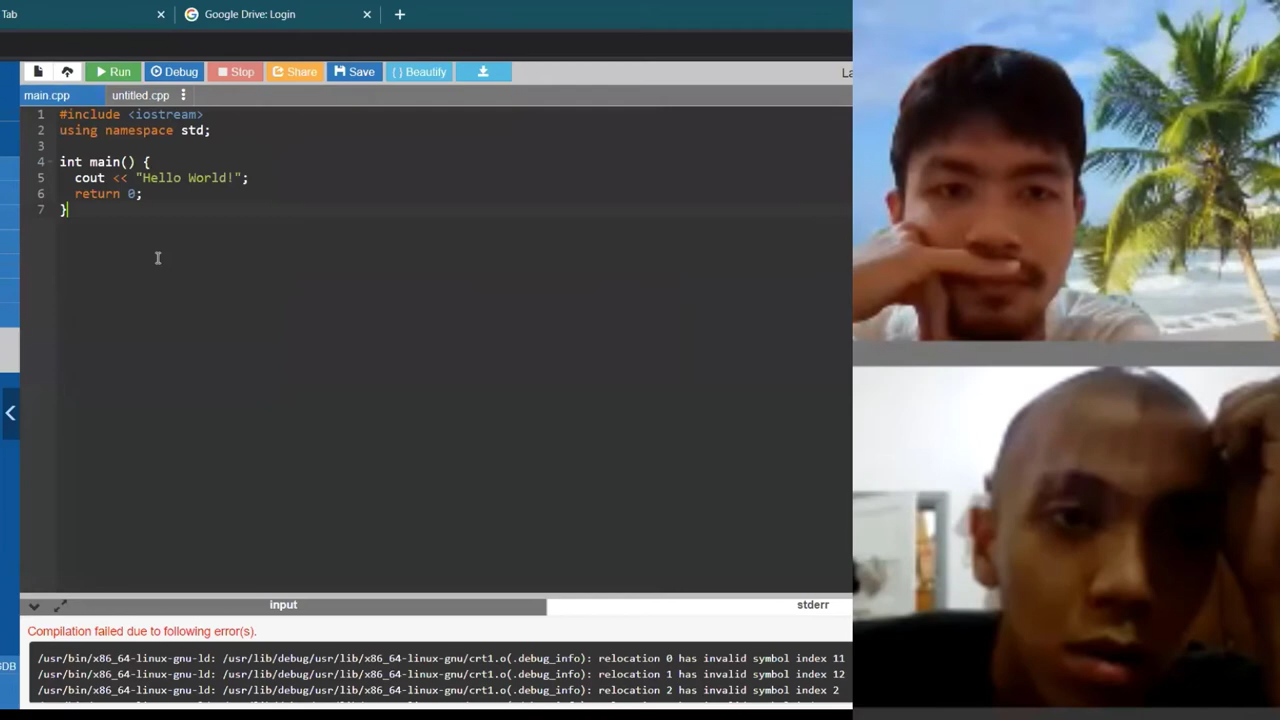 Tab
Google Drive: Login
Run Debug Stop Share Save { } Beautify
main.cpp untitled.cpp
1 #include <iostream>
2 using namespace std;
3
4 int main() {
5 cout << "Hello World!";
6 return 0;
7 }
input stderr
Compilation failed due to following error(s).
/usr/bin/x86_64-linux-gnu-ld: /usr/lib/debug/usr/lib/x86_64-linux-gnu/crt1.o(.debug_info): relocation 0 has invalid symbol index 11
/usr/bin/x86_64-linux-gnu-ld: /usr/lib/debug/usr/lib/x86_64-linux-gnu/crt1.o(.debug_info): relocation 1 has invalid symbol index 12
/usr/bin/x86_64-linux-gnu-ld: /usr/lib/debug/usr/lib/x86_64-linux-gnu/crt1.o(.debug_info): relocation 2 has invalid symbol index 2